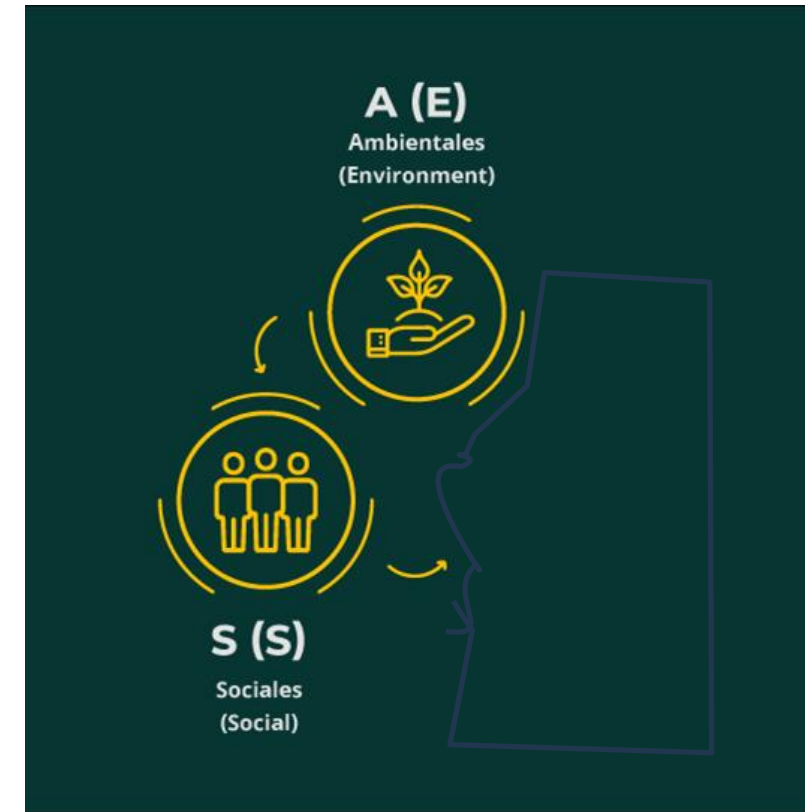 A (E)
Ambientales
(Environment)
S (S)
Sociales
(Social)